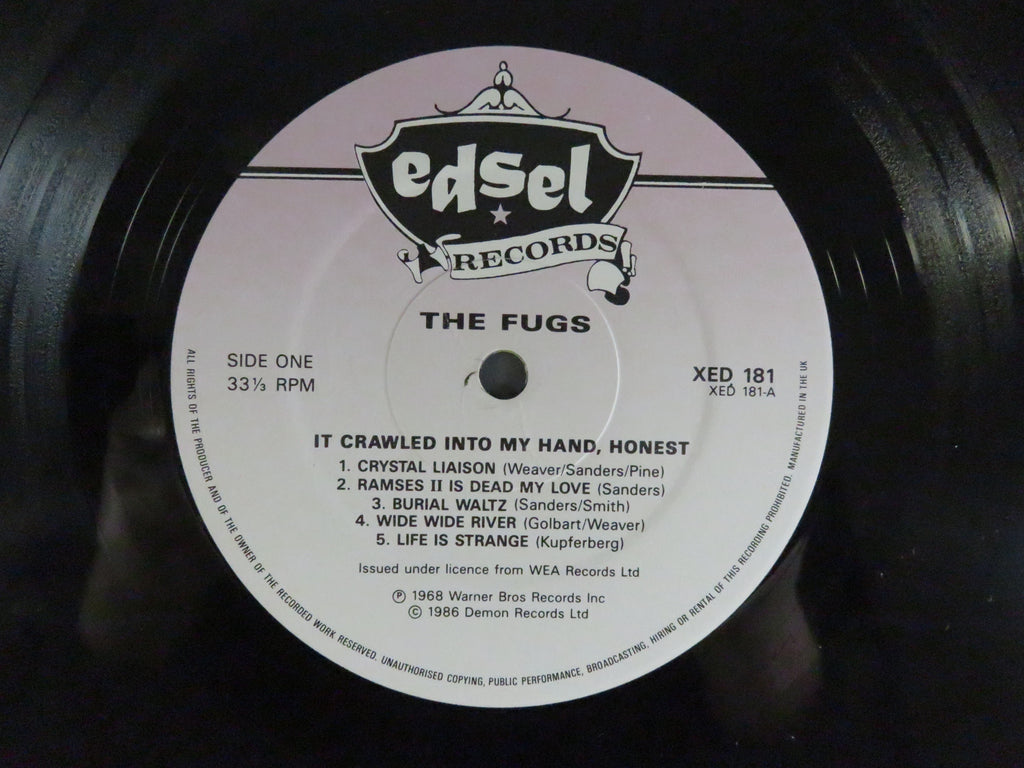 edsel
RECORDS
THE FUGS
SIDE ONE
33⅓ RPM
XED 181
XED 181-A
IT CRAWLED INTO MY HAND, HONEST
1. CRYSTAL LIAISON (Weaver/Sanders/Pine)
2. RAMSES II IS DEAD MY LOVE (Sanders)
3. BURIAL WALTZ (Sanders/Smith)
4. WIDE WIDE RIVER (Golbart/Weaver)
5. LIFE IS STRANGE (Kupferberg)
Issued under licence from WEA Records Ltd
℗ 1968 Warner Bros Records Inc
© 1986 Demon Records Ltd
ALL RIGHTS OF THE PRODUCER AND OF THE OWNER OF THE RECORDED WORK RESERVED. UNAUTHORISED COPYING, PUBLIC PERFORMANCE, BROADCASTING, HIRING OR RENTAL OF THIS RECORDING PROHIBITED. MANUFACTURED IN THE UK